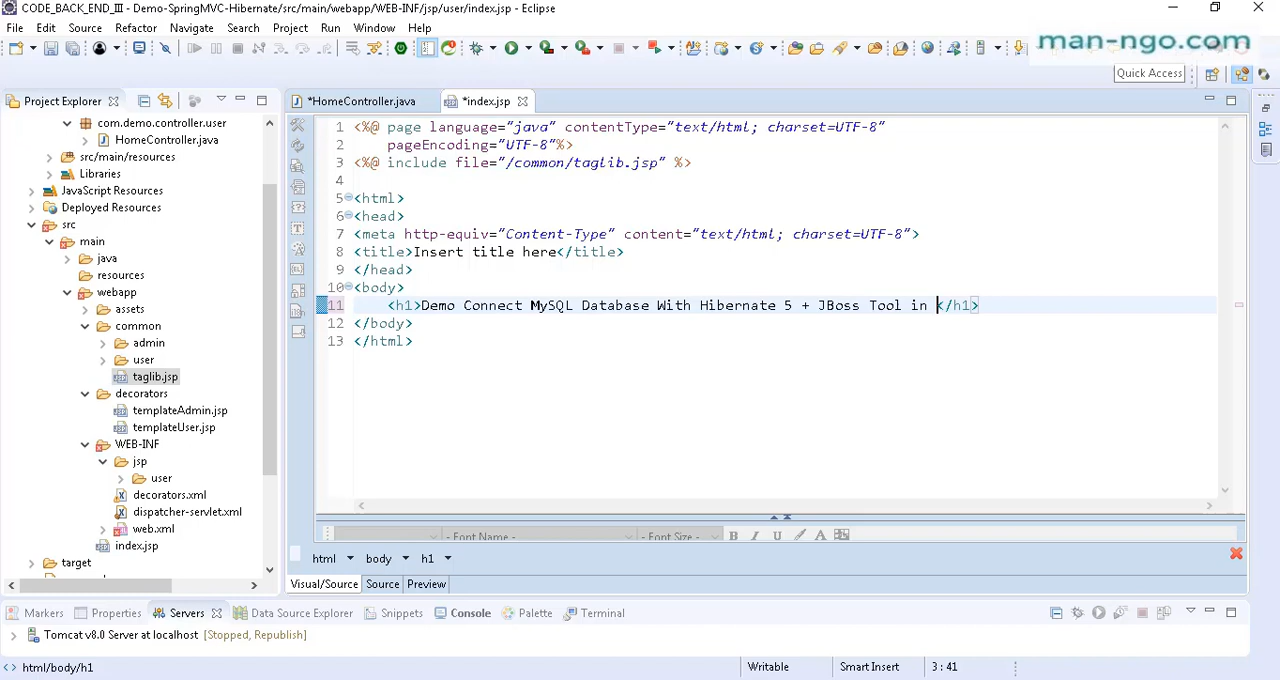 CODE_BACK_END_III - Demo-SpringMVC-Hibernate/src/main/webapp/WEB-INF/jsp/user/index.jsp - Eclipse
File Edit Source Refactor Navigate Search Project Run Window Help
man-ngo.com
Quick Access
Project Explorer
*HomeController.java
*index.jsp
com.demo.controller.user
HomeController.java
src/main/resources
Libraries
JavaScript Resources
Deployed Resources
src
main
java
resources
webapp
assets
common
admin
user
taglib.jsp
decorators
templateAdmin.jsp
templateUser.jsp
WEB-INF
jsp
user
decorators.xml
dispatcher-servlet.xml
web.xml
index.jsp
target
1 <%@ page language="java" contentType="text/html; charset=UTF-8"
2 pageEncoding="UTF-8"%>
3 <%@ include file="/common/taglib.jsp" %>
4
5 <html>
6 <head>
7 <meta http-equiv="Content-Type" content="text/html; charset=UTF-8">
8 <title>Insert title here</title>
9 </head>
10 <body>
11 <h1>Demo Connect MySQL Database With Hibernate 5 + JBoss Tool in </h1>
12 </body>
13 </html>
- Font Name - - Font Size - B I U A
html body h1
Visual/Source Source Preview
Markers Properties Servers Data Source Explorer Snippets Console Palette Terminal
Tomcat v8.0 Server at localhost [Stopped, Republish]
html/body/h1 Writable Smart Insert 3 : 41